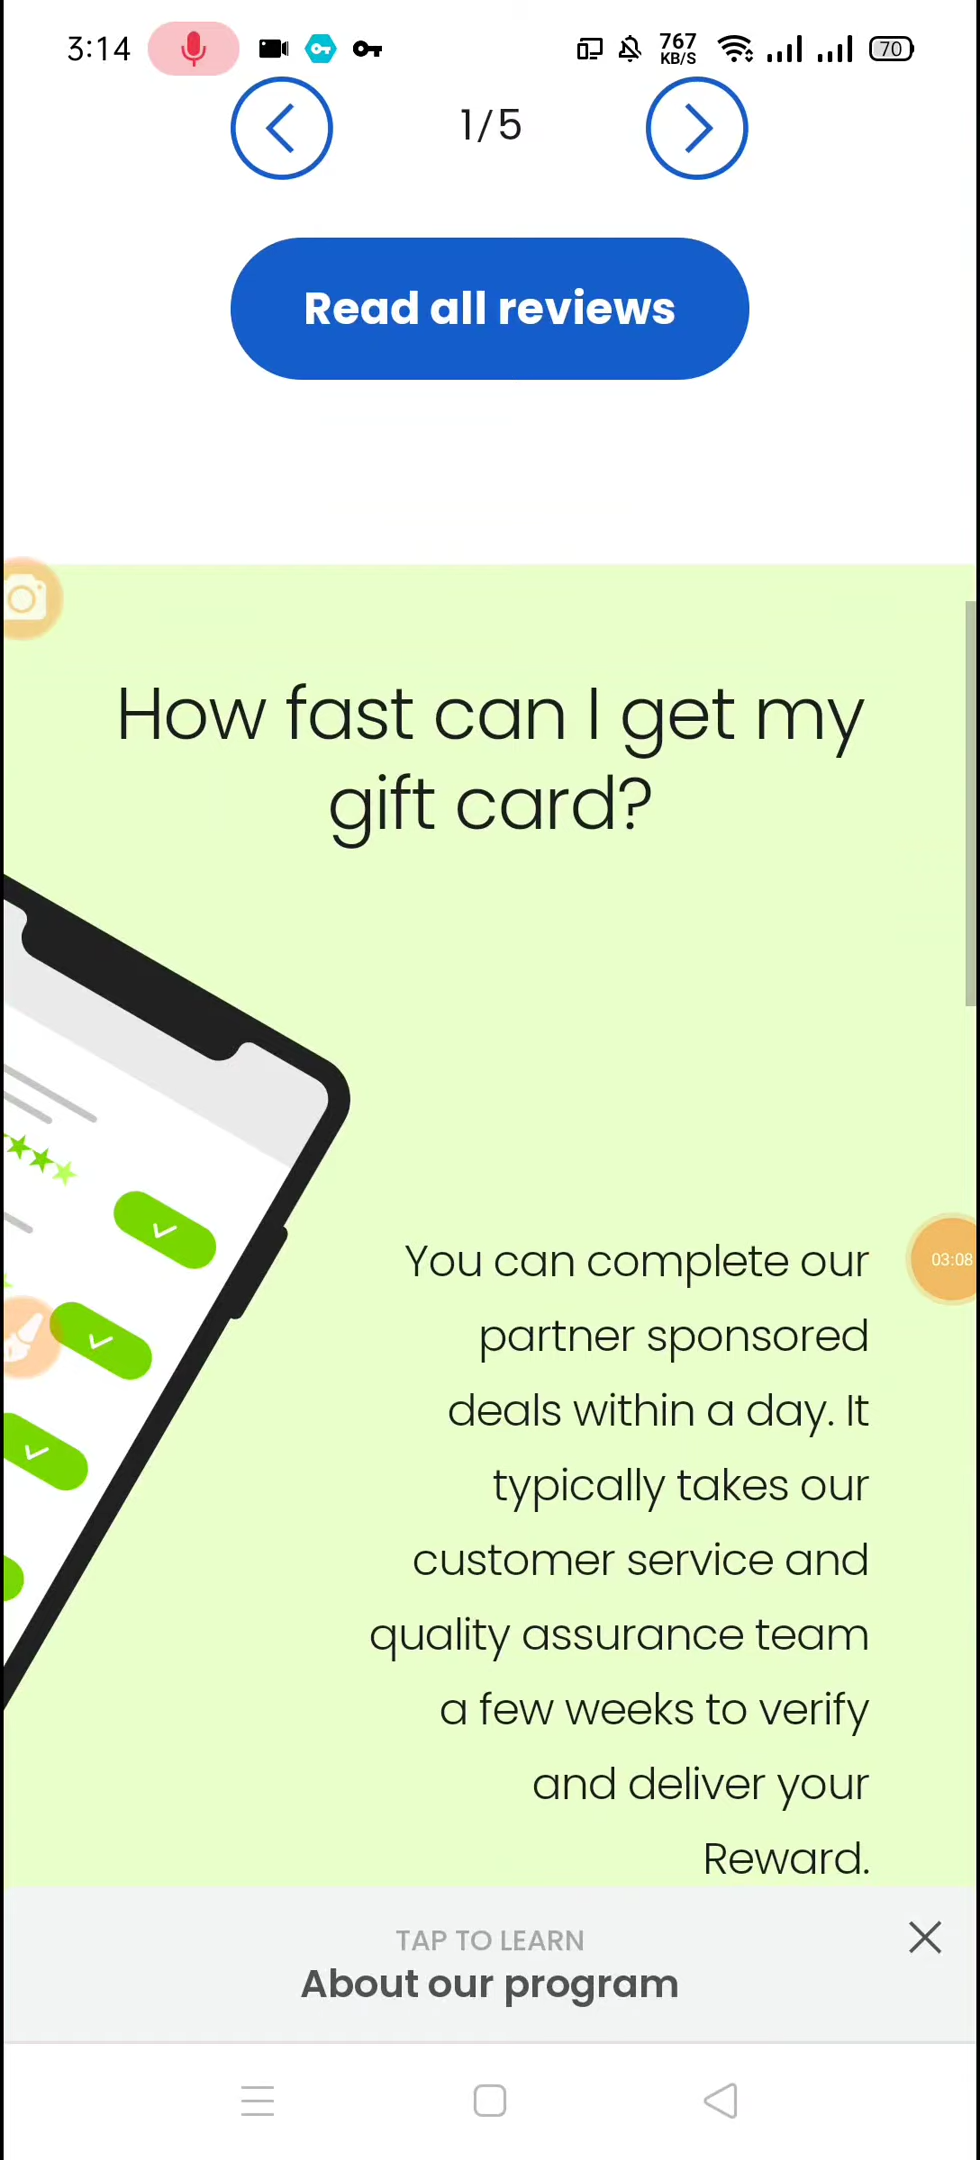 3:14
767
KB/S
70
1/5
Read all reviews
How fast can I get my
gift card?
You can complete our
partner sponsored
deals within a day. It
typically takes our
customer service and
quality assurance team
a few weeks to verify
and deliver your
Reward.
03:08
TAP TO LEARN
About our program